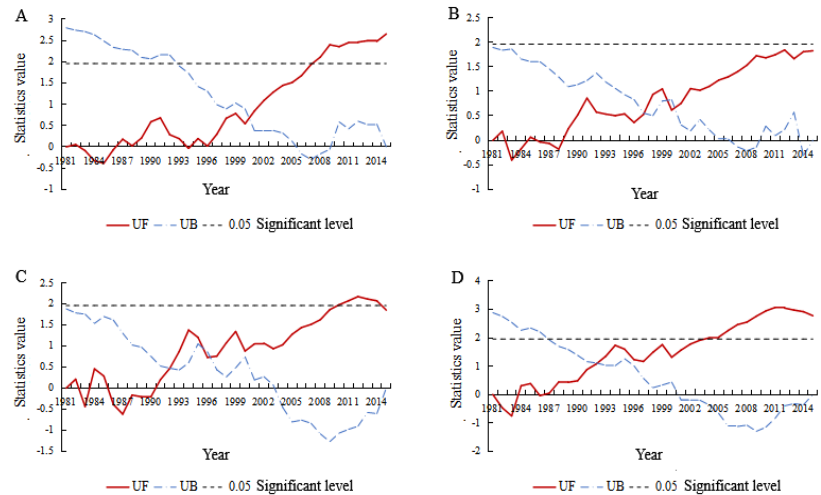 A
Statistics value
3
2.5
2
1.5
1
0.5
0
-0.5
-1
1981 1984 1987 1990 1993 1996 1999 2002 2005 2008 2011 2014
Year
UF UB 0.05 Significant level
B
Statistics value
2.5
2
1.5
1
0.5
0
-0.5
1
1981 1984 1987 1990 1993 1996 1999 2002 2005 2008 2011 2014
Year
UF UB 0.05 Significant level
C
Statistics value
2.5
2
1.5
1
0.5
0
-0.5
-1
-1.5
1981 1984 1987 1990 1993 1996 1999 2002 2005 2008 2011 2014
Year
UF UB 0.05 Significant level
D
Statistics value
4
3
2
1
0
-1
-2
1981 1984 1987 1990 1993 1996 1999 2002 2005 2008 2011 2014
Year
UF UB 0.05 Significant level